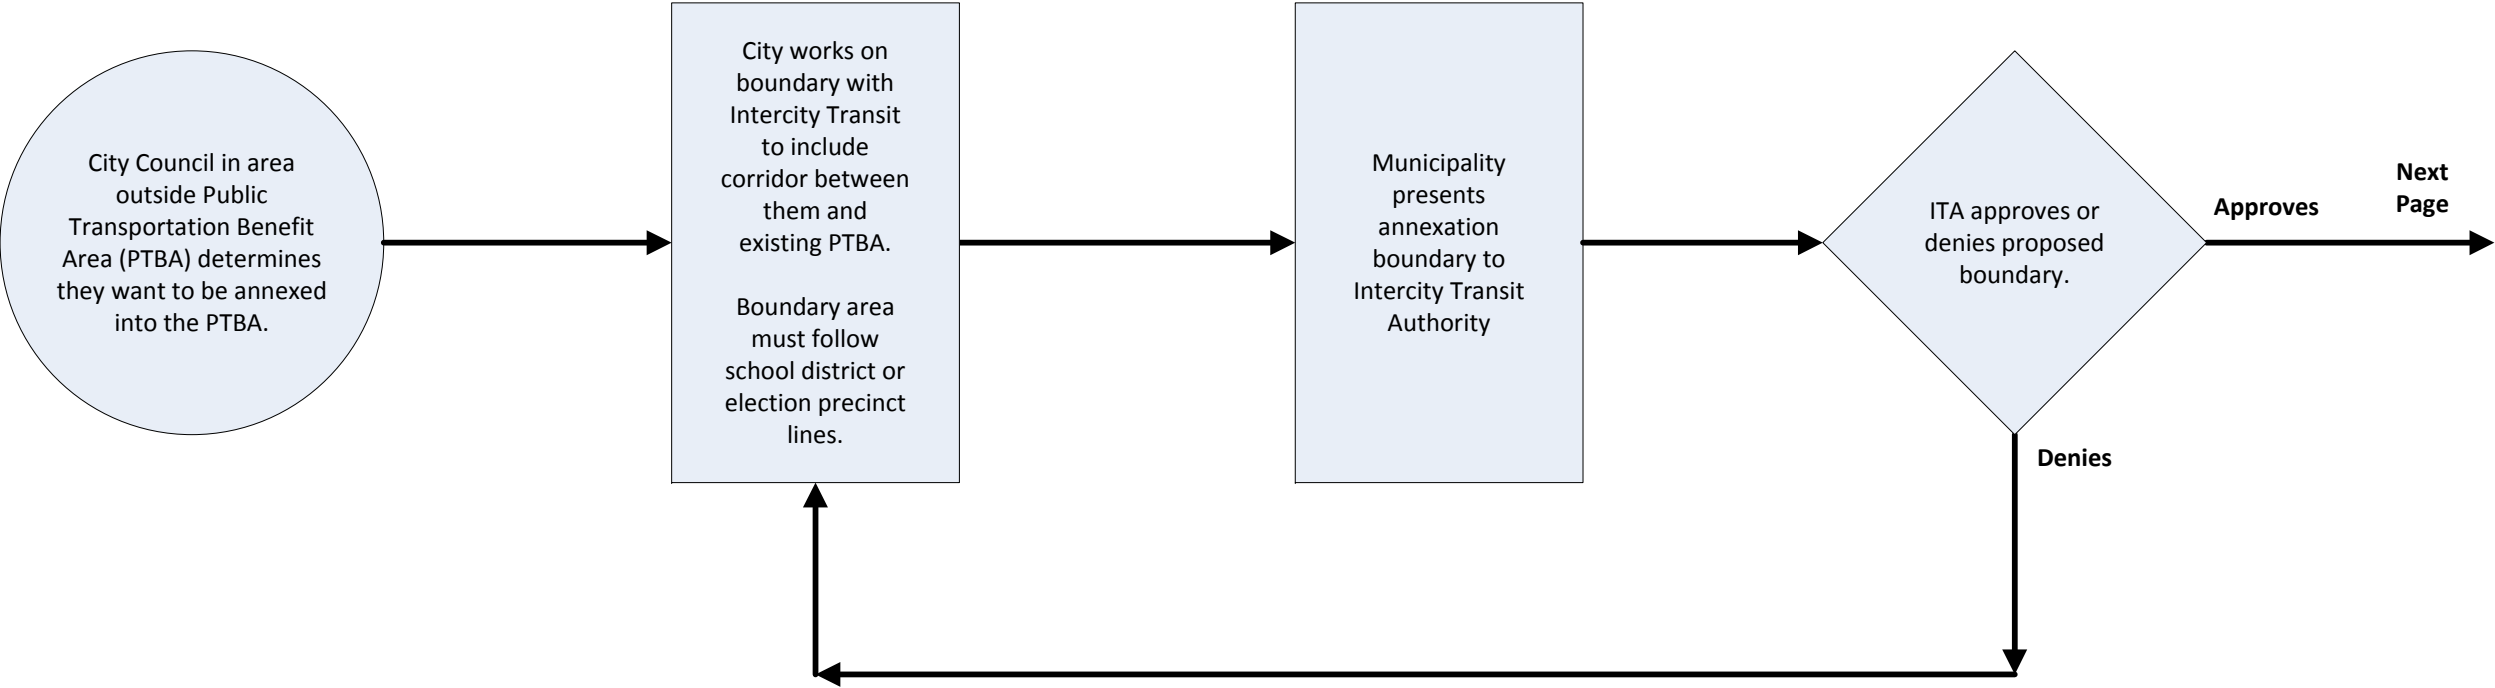 City Council in area
outside Public
Transportation Benefit
Area (PTBA) determines
they want to be annexed
into the PTBA.
City works on
boundary with
Intercity Transit
to include
corridor between
them and
existing PTBA.
Boundary area
must follow
school district or
election precinct
lines.
Municipality
presents
annexation
boundary to
Intercity Transit
Authority
ITA approves or
denies proposed
boundary.
Approves
Next
Page
Denies